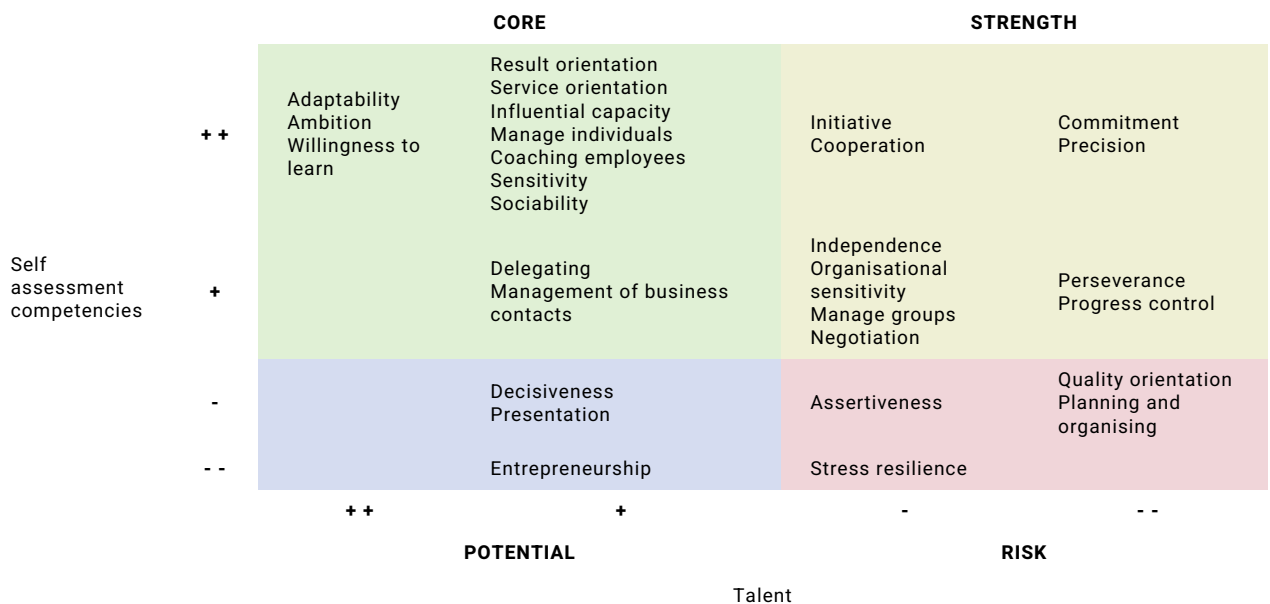 CORE
STRENGTH
Adaptability
Ambition
Willingness to
learn
Result orientation
Service orientation
Influential capacity
Manage individuals
Coaching employees
Sensitivity
Sociability
Initiative
Cooperation
Commitment
Precision
+ +
Self
assessment
competencies
+
Delegating
Management of business
contacts
Independence
Organisational
sensitivity
Manage groups
Negotiation
Perseverance
Progress control
-
Decisiveness
Presentation
Assertiveness
Quality orientation
Planning and
organising
- -
Entrepreneurship
Stress resilience
+ +
+
-
- -
POTENTIAL
RISK
Talent